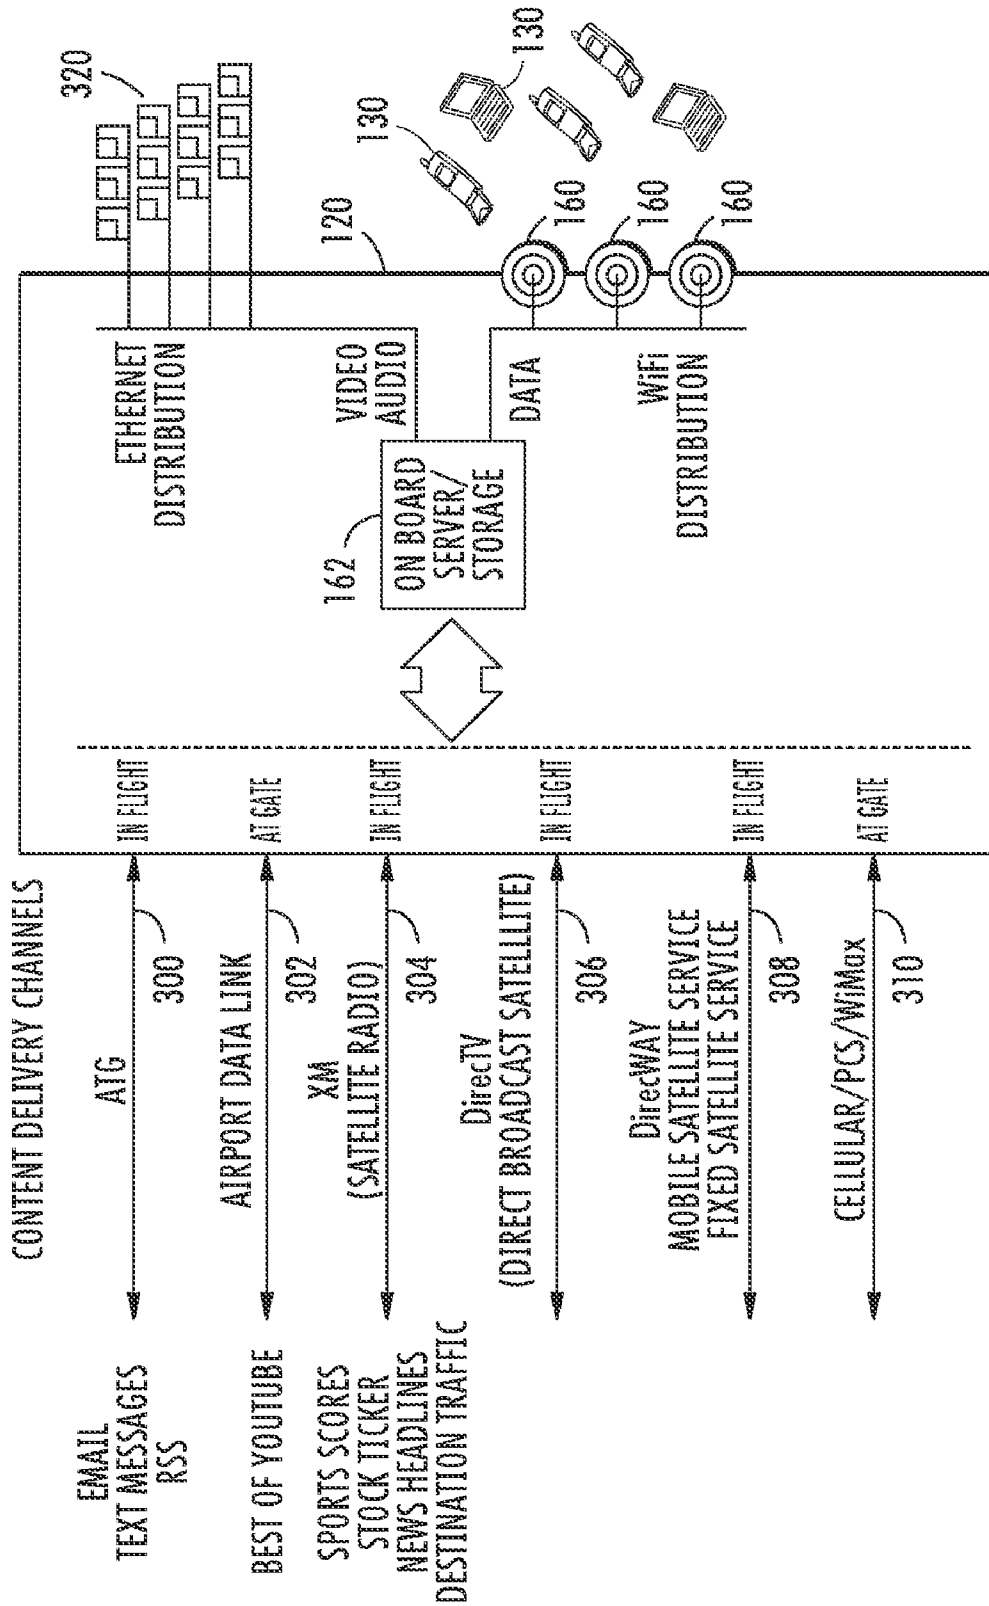 CONTENT DELIVERY CHANNELS
EMAIL
TEXT MESSAGES
RSS
ATG
300
IN FLIGHT
BEST OF YOUTUBE
AIRPORT DATA LINK
302
AT GATE
SPORTS SCORES
STOCK TICKER
NEWS HEADLINES
DESTINATION TRAFFIC
XM
(SATELLITE RADIO)
304
IN FLIGHT
DirecTV
(DIRECT BROADCAST SATELLITE)
306
IN FLIGHT
DirecWAY
MOBILE SATELLITE SERVICE
FIXED SATELLITE SERVICE
308
IN FLIGHT
CELLULAR/PCS/WiMax
310
AT GATE
162
ON BOARD
SERVER/
STORAGE
ETHERNET
DISTRIBUTION
VIDEO
AUDIO
DATA
WiFi
DISTRIBUTION
320
120
130
130
160
160
160